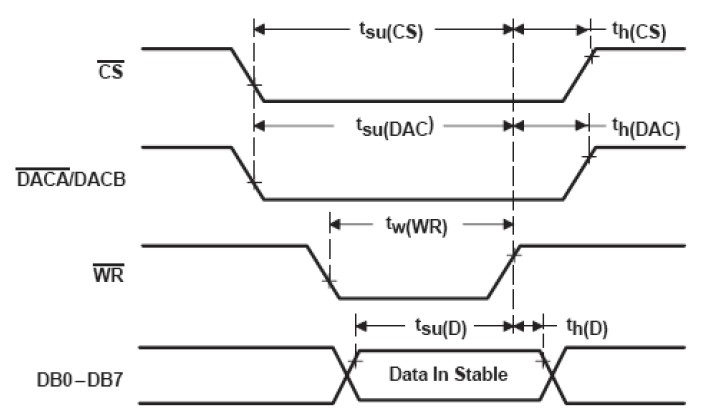 tsu(CS) th(CS)
CS
tsu(DAC) th(DAC)
DACA/DACB
tw(WR)
WR
tsu(D) th(D)
DB0–DB7 Data In Stable